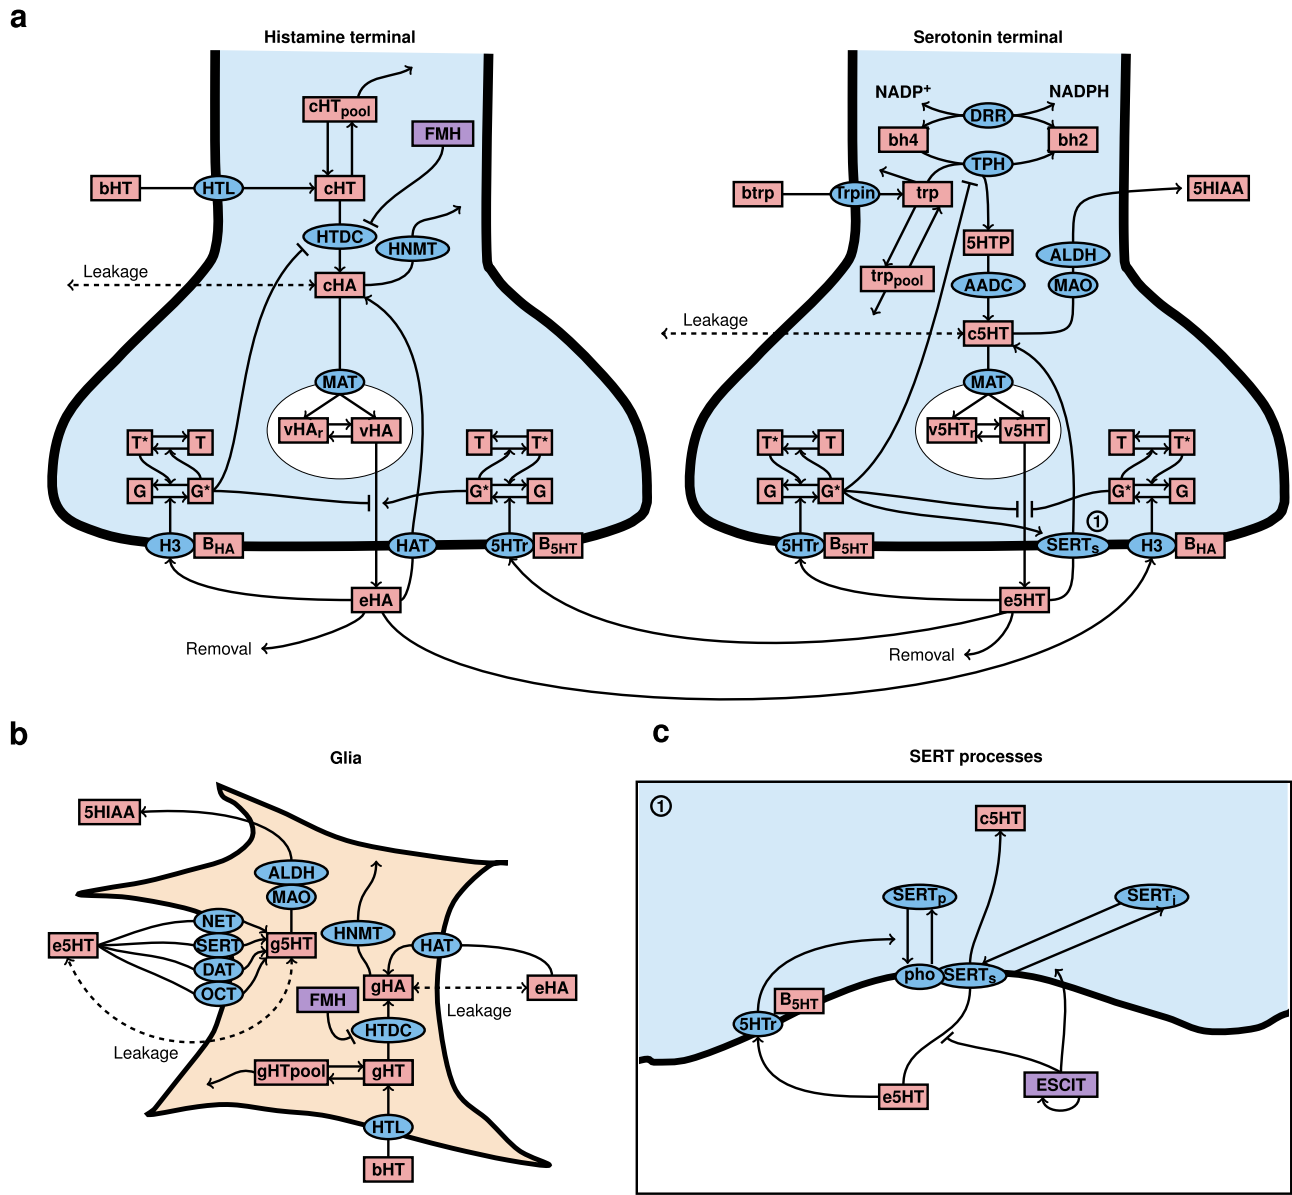 a
Histamine terminal
Serotonin terminal
cHTpool
FMH
bHT
HTL
cHT
HTDC
HNMT
Leakage
cHA
MAT
vHAr
vHA
T*
T
T
T*
G
G*
G*
G
H3
BHA
HAT
5HTr
B5HT
eHA
Removal
NADP+
NADPH
DRR
bh4
bh2
TPH
btrp
Trpin
trp
5HIAA
5HTP
ALDH
trppool
AADC
MAO
Leakage
c5HT
MAT
v5HTr
v5HT
T*
T
T
T*
G
G*
G*
G
1
5HTr
B5HT
SERTs
H3
BHA
e5HT
Removal
b
Glia
5HIAA
ALDH
MAO
NET
HNMT
e5HT
SERT
g5HT
HAT
DAT
OCT
gHA
eHA
FMH
Leakage
HTDC
Leakage
gHTpool
gHT
HTL
bHT
c
SERT processes
1
c5HT
SERTp
SERTi
pho
SERTs
B5HT
5HTr
ESCIT
e5HT